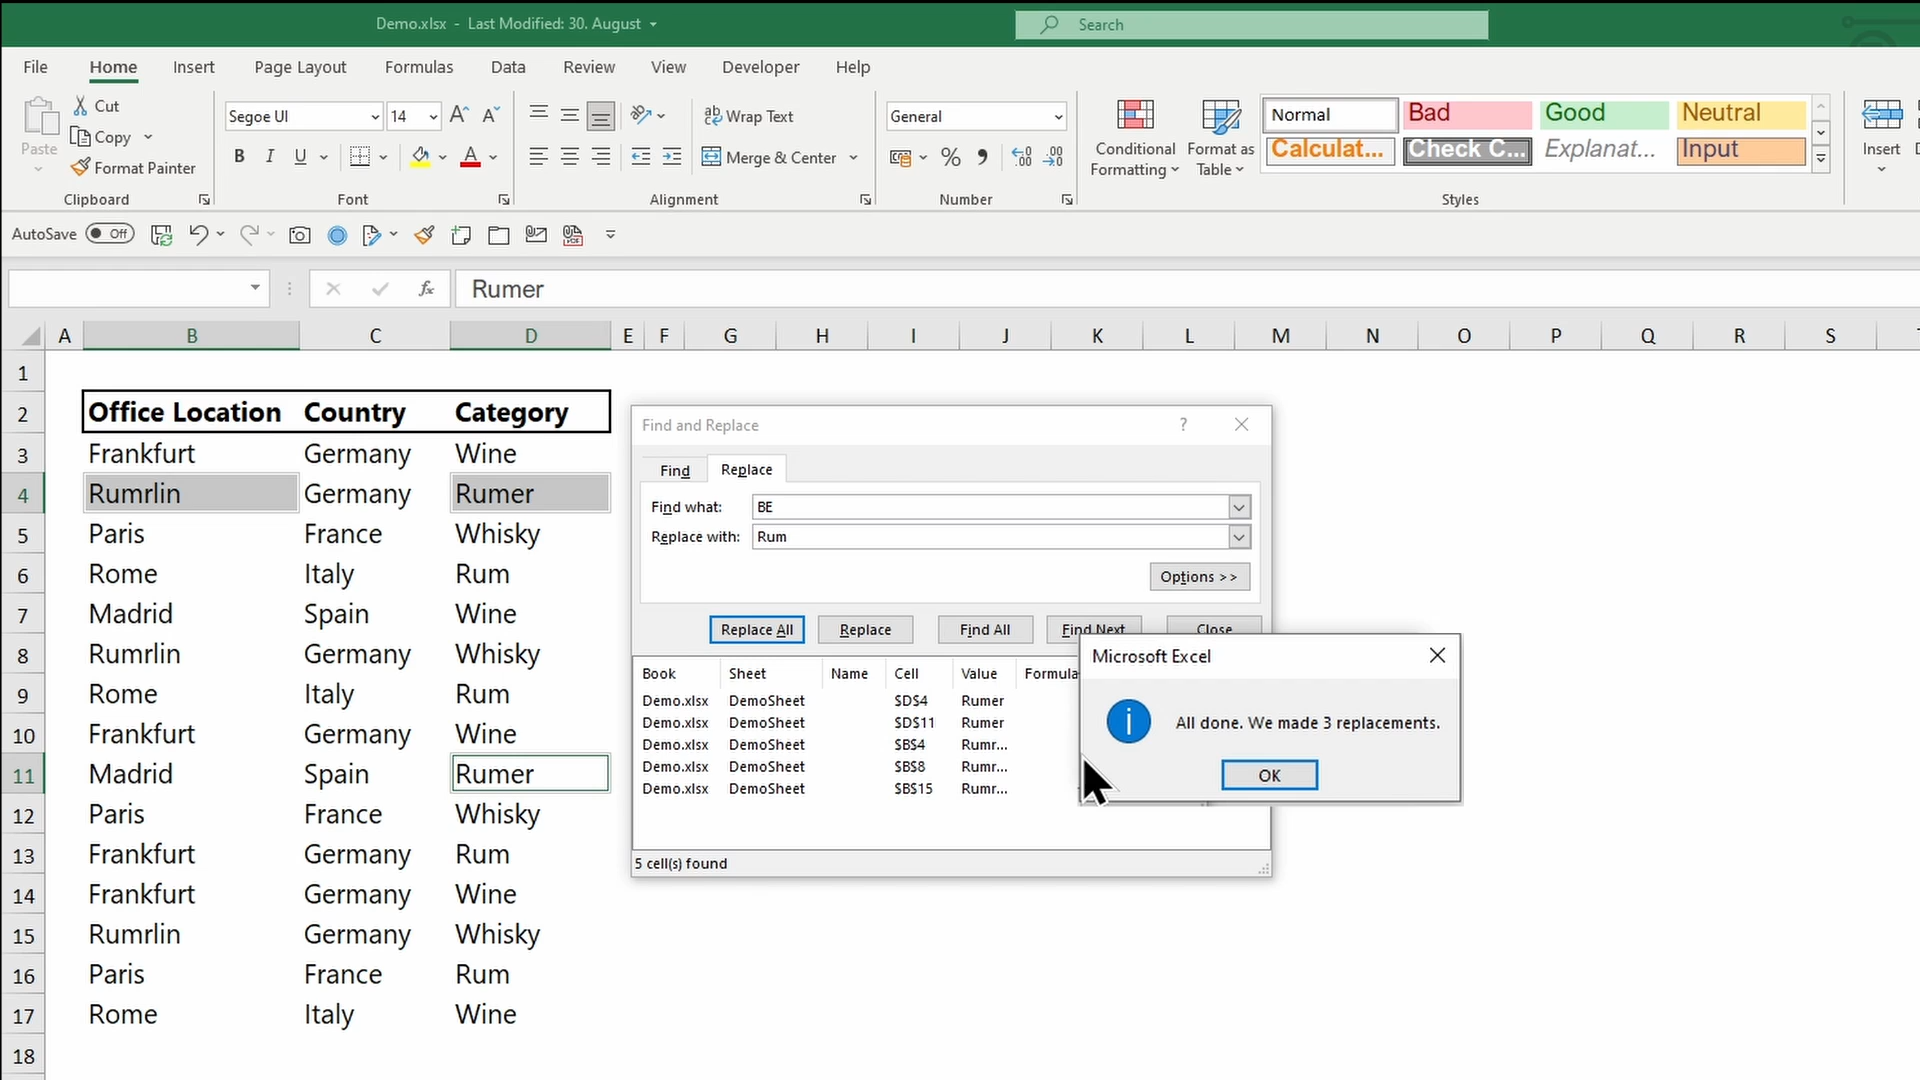 Demo.xlsx - Last Modified: 30. August
Search
File Home Insert Page Layout Formulas Data Review View Developer Help
Paste
Cut
Copy
Format Painter
Clipboard
Segoe UI 14
B I U A
Font
Wrap Text
Merge & Center
Alignment
General
Number
Conditional Formatting
Format as Table
Normal Bad Good Neutral
Calculat... Check C... Explanat... Input
Styles
Insert
AutoSave Off
fx Rumer
A B C D E F G H I J K L M N O P Q R S
1
2 Office Location Country Category
3 Frankfurt Germany Wine
4 Rumrlin Germany Rumer
5 Paris France Whisky
6 Rome Italy Rum
7 Madrid Spain Wine
8 Rumrlin Germany Whisky
9 Rome Italy Rum
10 Frankfurt Germany Wine
11 Madrid Spain Rumer
12 Paris France Whisky
13 Frankfurt Germany Rum
14 Frankfurt Germany Wine
15 Rumrlin Germany Whisky
16 Paris France Rum
17 Rome Italy Wine
18
Find and Replace ?
Find Replace
Find what: BE
Replace with: Rum
Options >>
Replace All Replace Find All Find Next Close
Book Sheet Name Cell Value Formula
Demo.xlsx DemoSheet $D$4 Rumer
Demo.xlsx DemoSheet $D$11 Rumer
Demo.xlsx DemoSheet $B$4 Rumr...
Demo.xlsx DemoSheet $B$8 Rumr...
Demo.xlsx DemoSheet $B$15 Rumr...
5 cell(s) found
Microsoft Excel
All done. We made 3 replacements.
OK